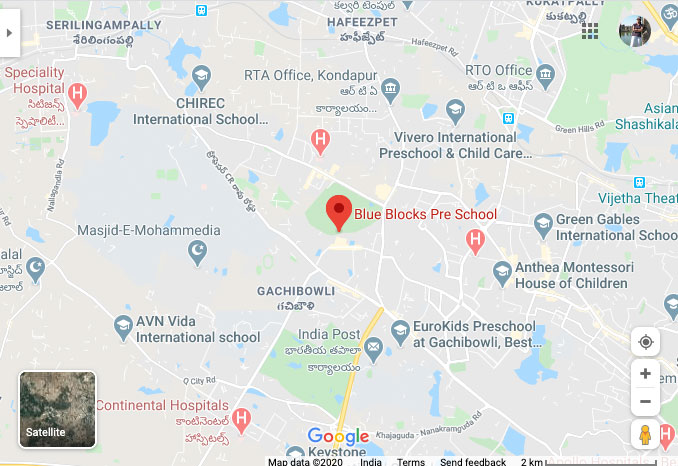 SERILINGAMPALLY
శేరిలింగంపల్లి
కల్వరి టెంపుల్
HAFEEZPET
హఫీజ్‌పేట్
KUKATPALLY
కుకట్‌పల్లి
Hafeezpet Rd
Speciality
Hospital
సిటిజన్స్
స్పెషాలిటీ...
CHIREC
International School...
RTA Office, Kondapur
ఆర్ టి ఏ
కార్యాలయం...
RTO Office
ఆర్ టి ఒ ఆఫీస్
Asian
Shashikala
Green Hills Rd
Vivero International
Preschool & Child Care...
Nallagandla Rd
Vijetha Theat
Blue Blocks Pre School
Green Gables
International School
Masjid-E-Mohammedia
Anthea Montessori
House of Children
GACHIBOWLI
గచిబౌలి
AVN Vida
International school
India Post
భారతీయ తపాలా
కార్యాలయం
EuroKids Preschool
at Gachibowli, Best...
Q City Rd
Satellite
Continental Hospitals
కాంటినెంటల్
హాస్పిటల్స్
Google
Khajaguda - Nanakramguda Rd
Keystone
Map data ©2020
India
Terms
Send feedback
2 km